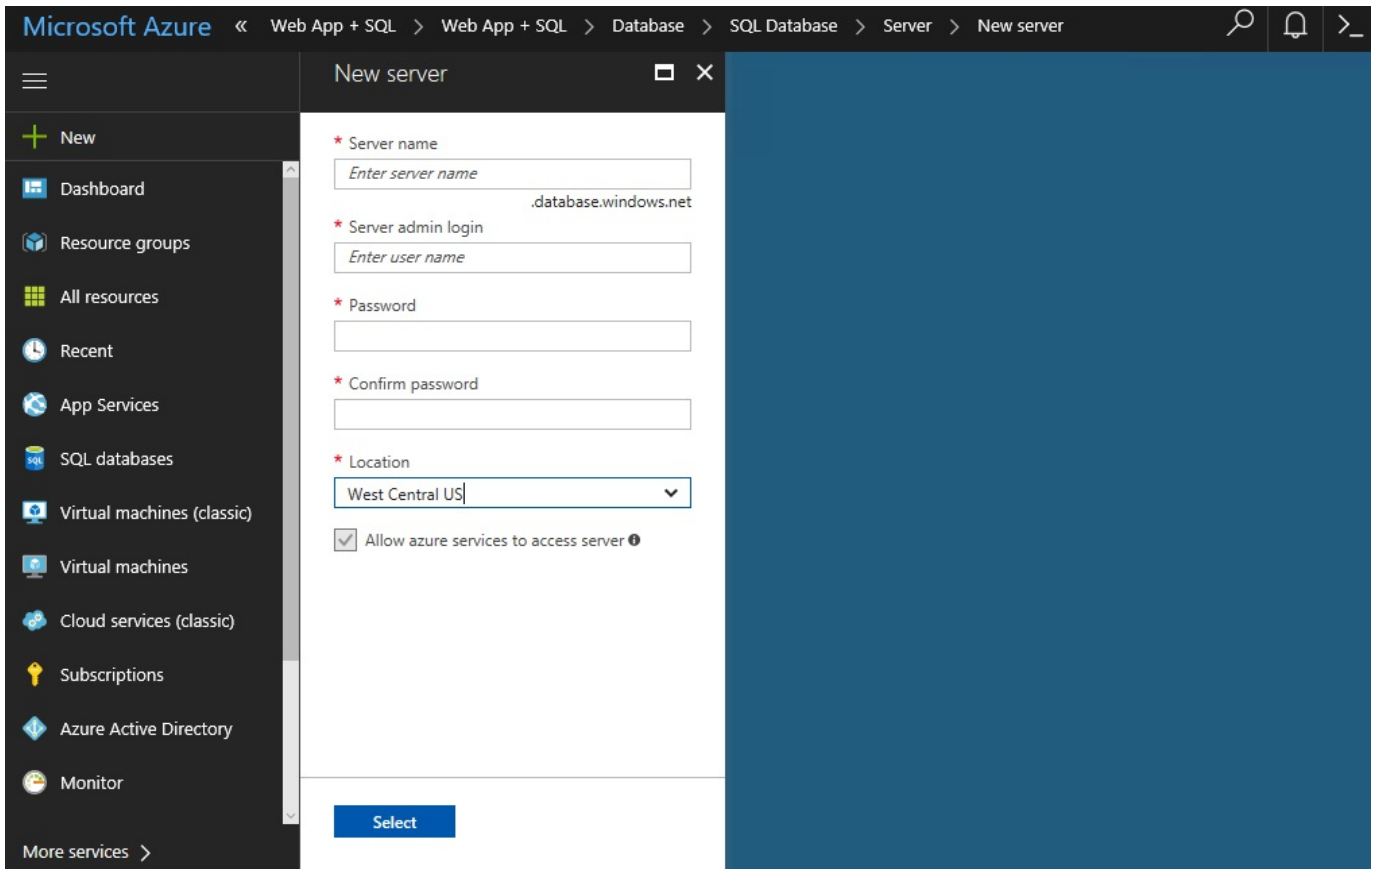 Microsoft Azure « Web App + SQL > Web App + SQL > Database > SQL Database > Server > New server
New server
New
Dashboard
Resource groups
All resources
Recent
App Services
SQL
SQL databases
Virtual machines (classic)
Virtual machines
Cloud services (classic)
Subscriptions
Azure Active Directory
Monitor
More services >
* Server name
Enter server name
.database.windows.net
* Server admin login
Enter user name
* Password
* Confirm password
* Location
West Central US
Allow azure services to access server
Select